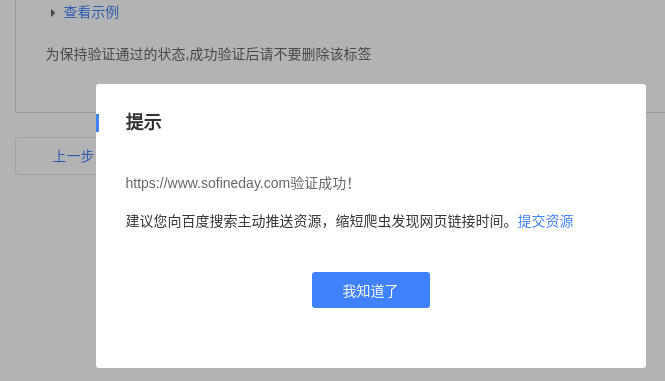 查看示例
为保持验证通过的状态,成功验证后请不要删除该标签
上一步
提示
https://www.sofineday.com验证成功!
建议您向百度搜索主动推送资源，缩短爬虫发现网页链接时间。提交资源
我知道了